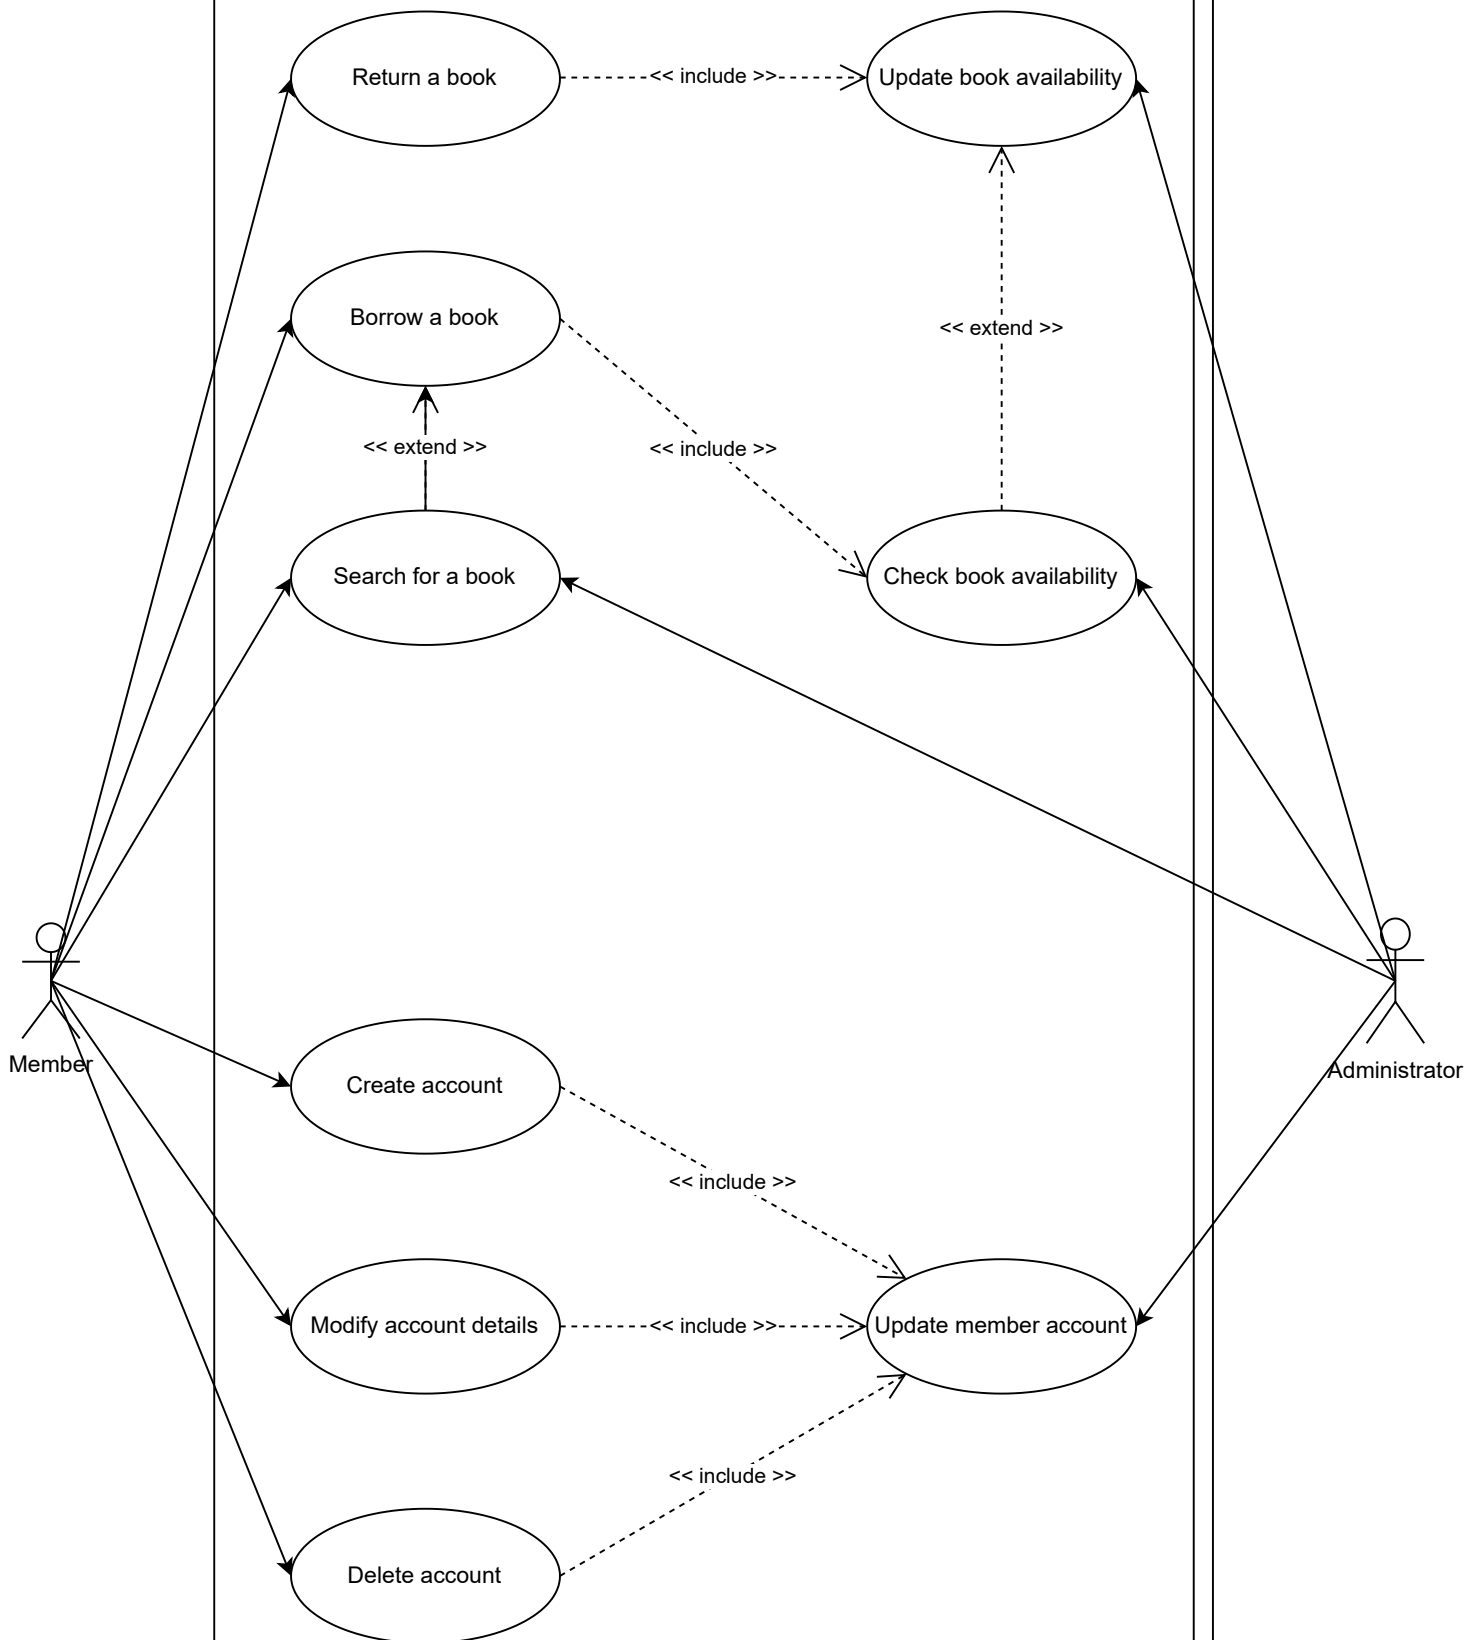 Return a book
<< include >>
Update book availability
Borrow a book
<< extend >>
<< extend >>
<< include >>
Search for a book
Check book availability
Member
Administrator
Create account
<< include >>
Modify account details
<< include >>
Update member account
<< include >>
Delete account